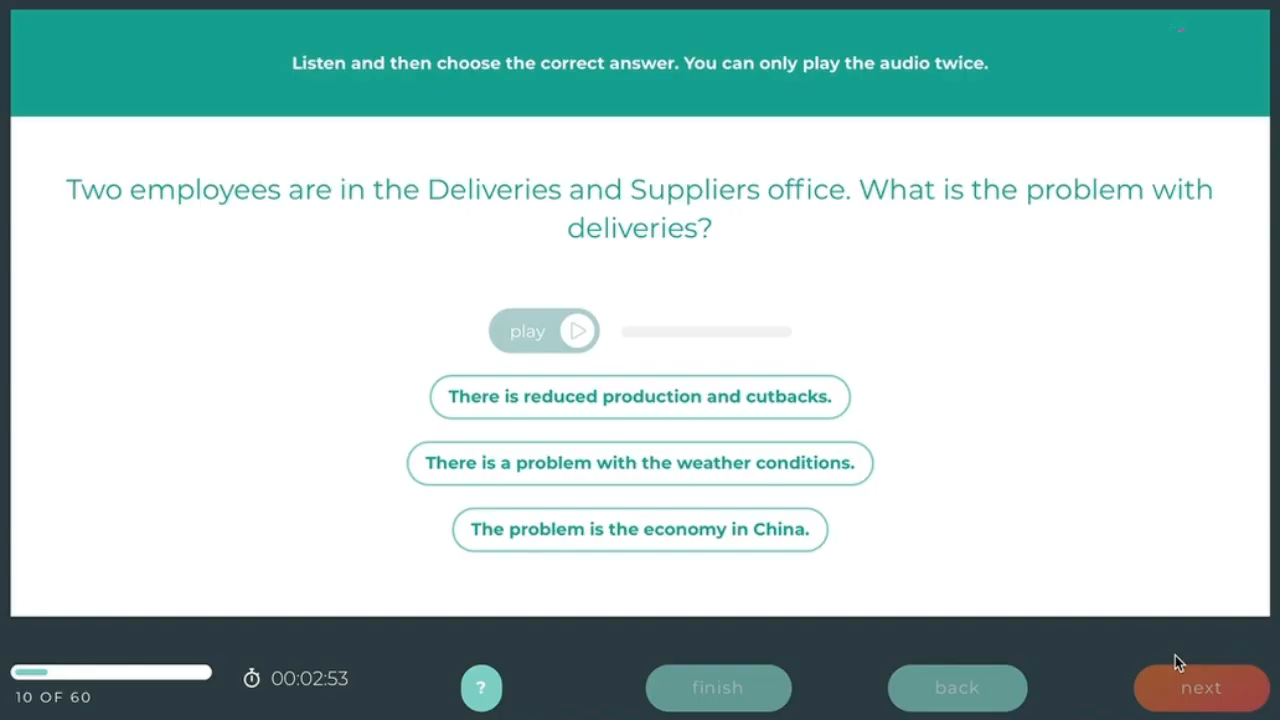 Listen and then choose the correct answer. You can only play the audio twice.
Two employees are in the Deliveries and Suppliers office. What is the problem with
deliveries?
play
There is reduced production and cutbacks.
There is a problem with the weather conditions.
The problem is the economy in China.
10 OF 60
00:02:53
?
finish
back
next